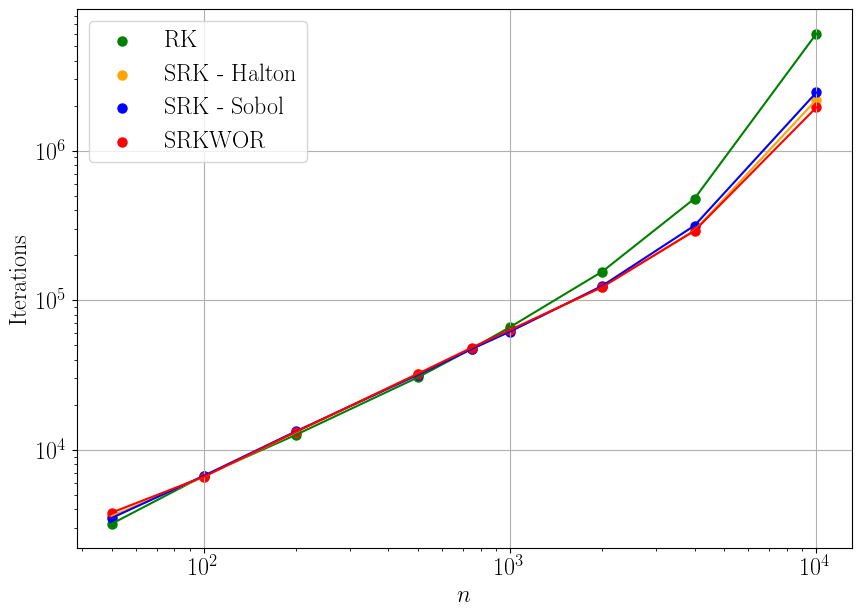 RK
SRK - Halton
SRK - Sobol
SRKWOR
10^6
10^5
10^4
Iterations
10^2
10^3
10^4
n